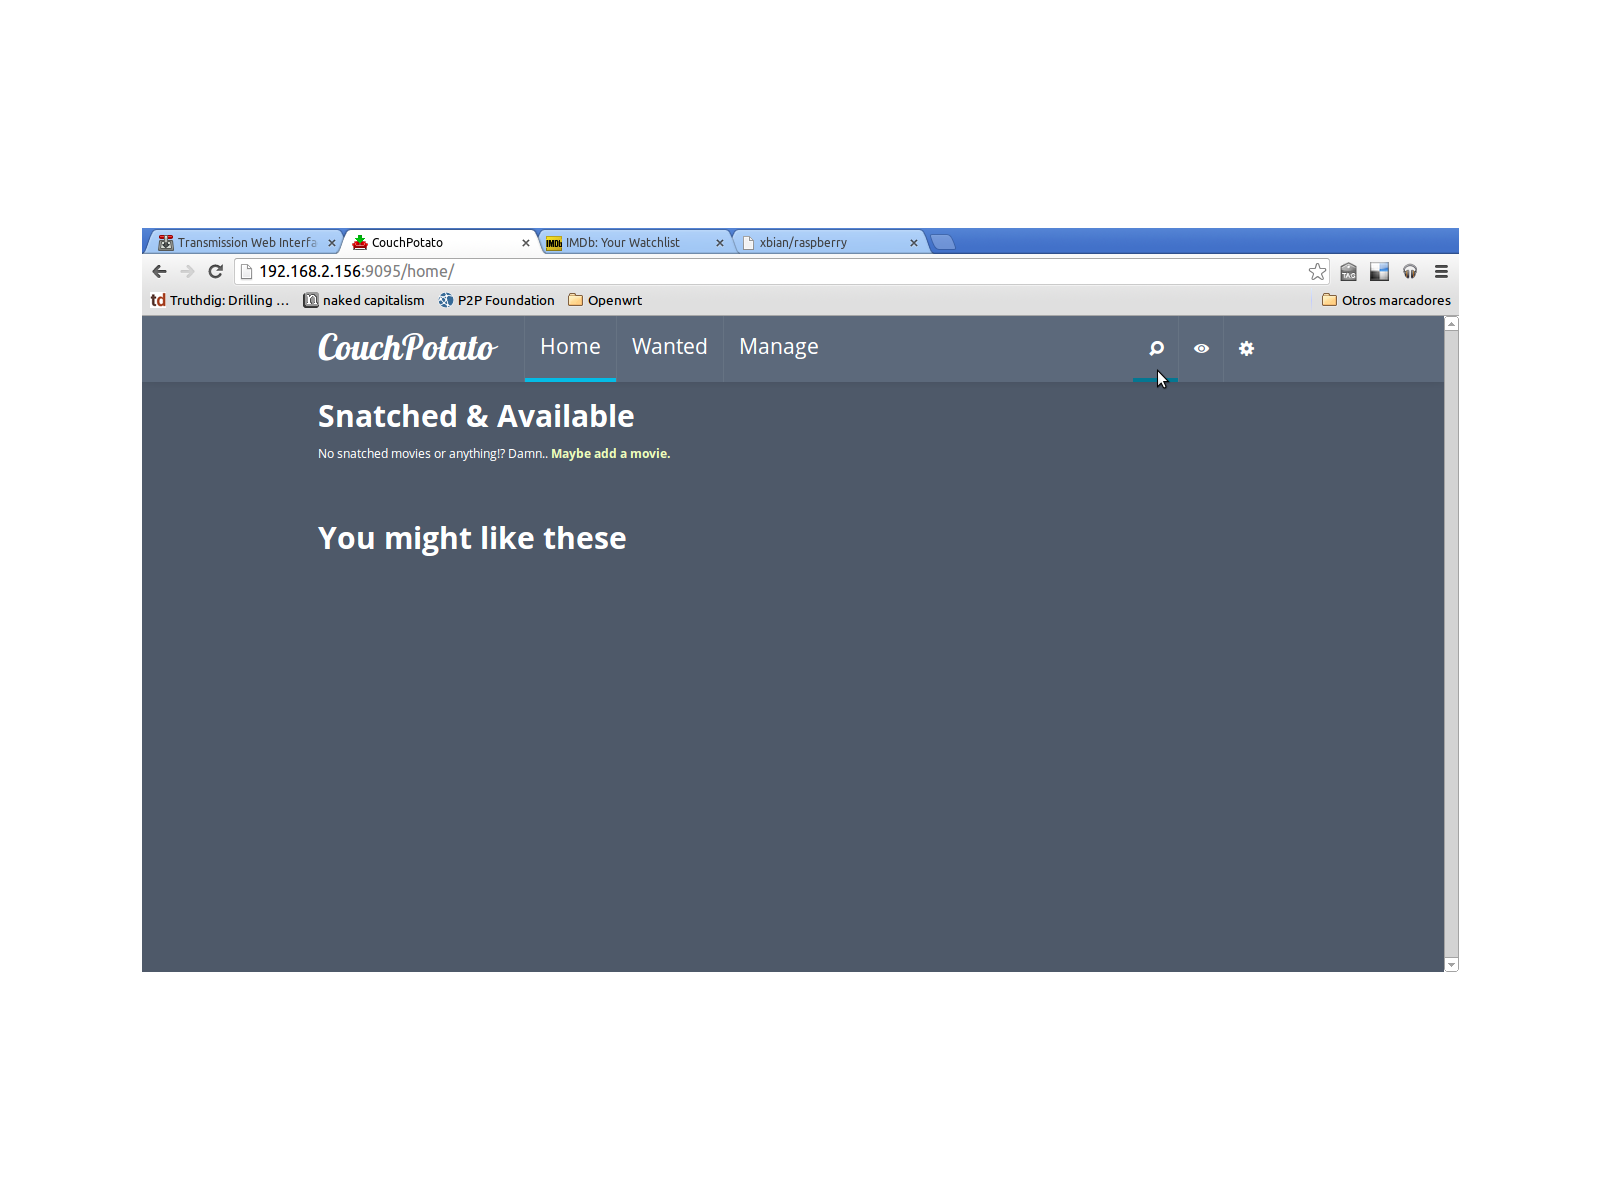 Transmission Web Interfa
CouchPotato
IMDb: Your Watchlist
xbian/raspberry
192.168.2.156:9095/home/
td Truthdig: Drilling ...
naked capitalism
P2P Foundation
Openwrt
Otros marcadores
CouchPotato
Home
Wanted
Manage
Snatched & Available
No snatched movies or anything!? Damn.. Maybe add a movie.
You might like these